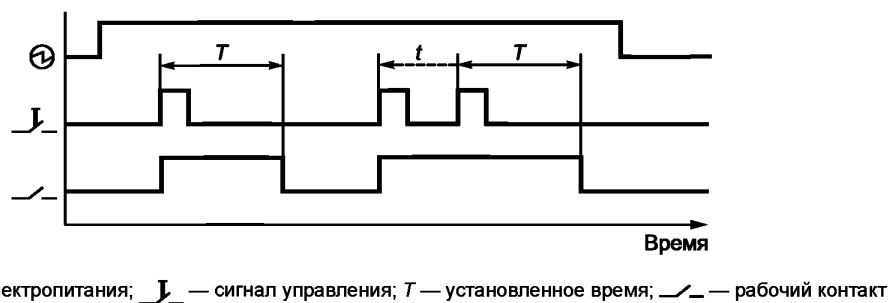 T t T
Время
ектропитания; — сигнал управления; T — установленное время; — рабочий контакт